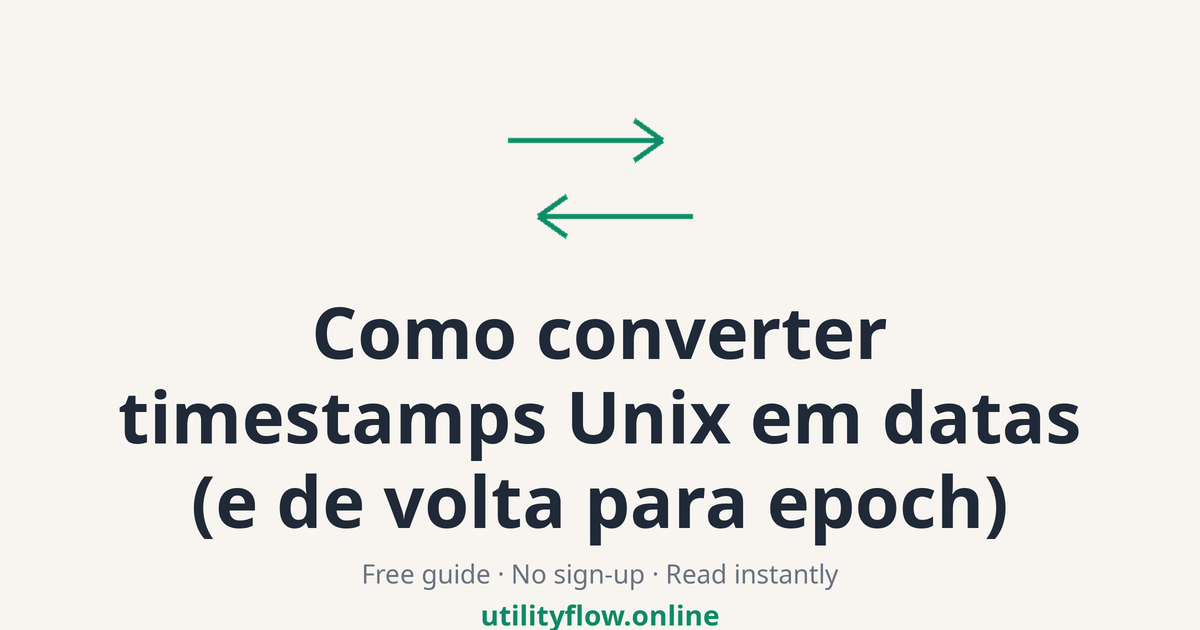 Como converter
timestamps Unix em datas
(e de volta para epoch)
Free guide · No sign-up · Read instantly
utilityflow.online